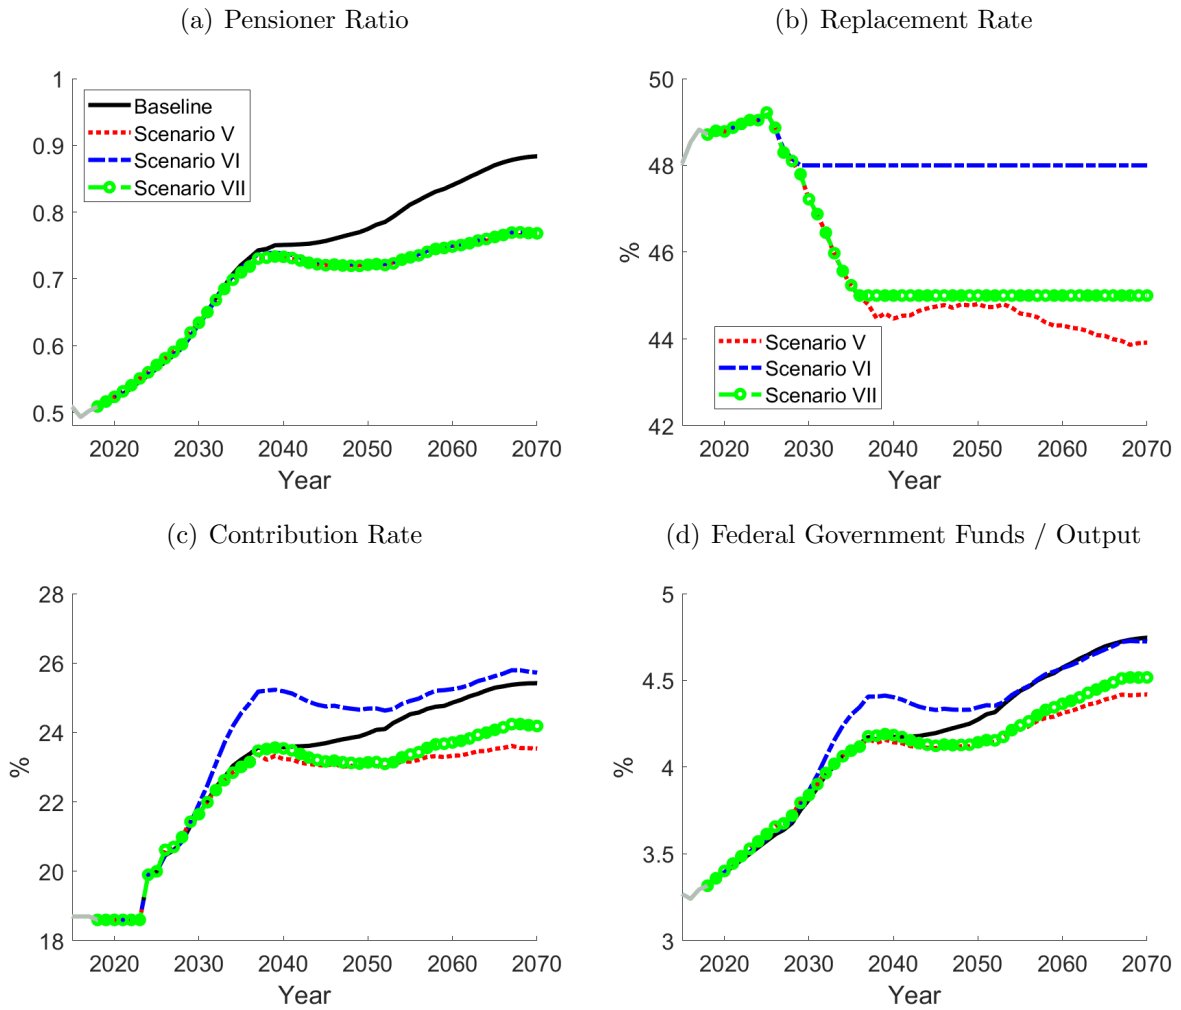 (a) Pensioner Ratio
1
0.9
0.8
0.7
0.6
0.5
Baseline
Scenario V
Scenario VI
Scenario VII
2020 2030 2040 2050 2060 2070
Year
(b) Replacement Rate
50
48
46
44
42
%
Scenario V
Scenario VI
Scenario VII
2020 2030 2040 2050 2060 2070
Year
(c) Contribution Rate
28
26
24
22
20
18
%
2020 2030 2040 2050 2060 2070
Year
(d) Federal Government Funds / Output
5
4.5
4
3.5
3
%
2020 2030 2040 2050 2060 2070
Year